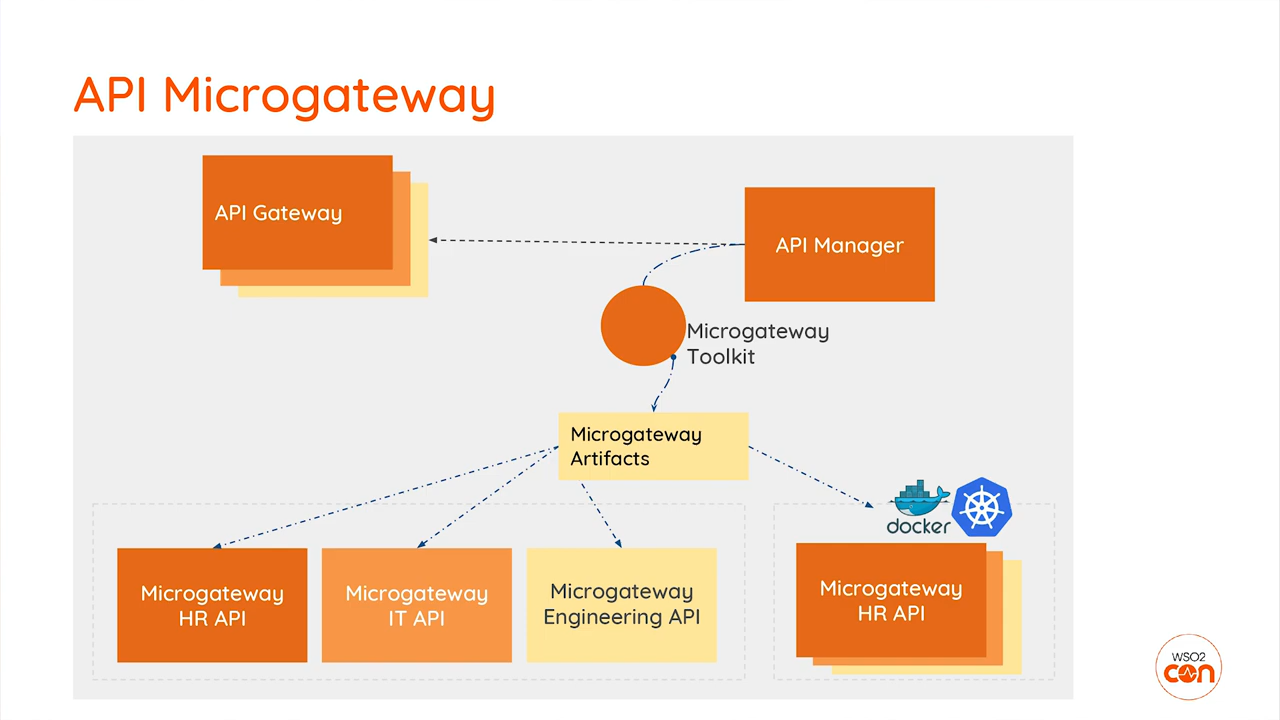 API Microgateway
API Gateway
API Manager
Microgateway
Toolkit
Microgateway
Artifacts
docker
Microgateway
HR API
Microgateway
IT API
Microgateway
Engineering API
Microgateway
HR API
WSO2
con